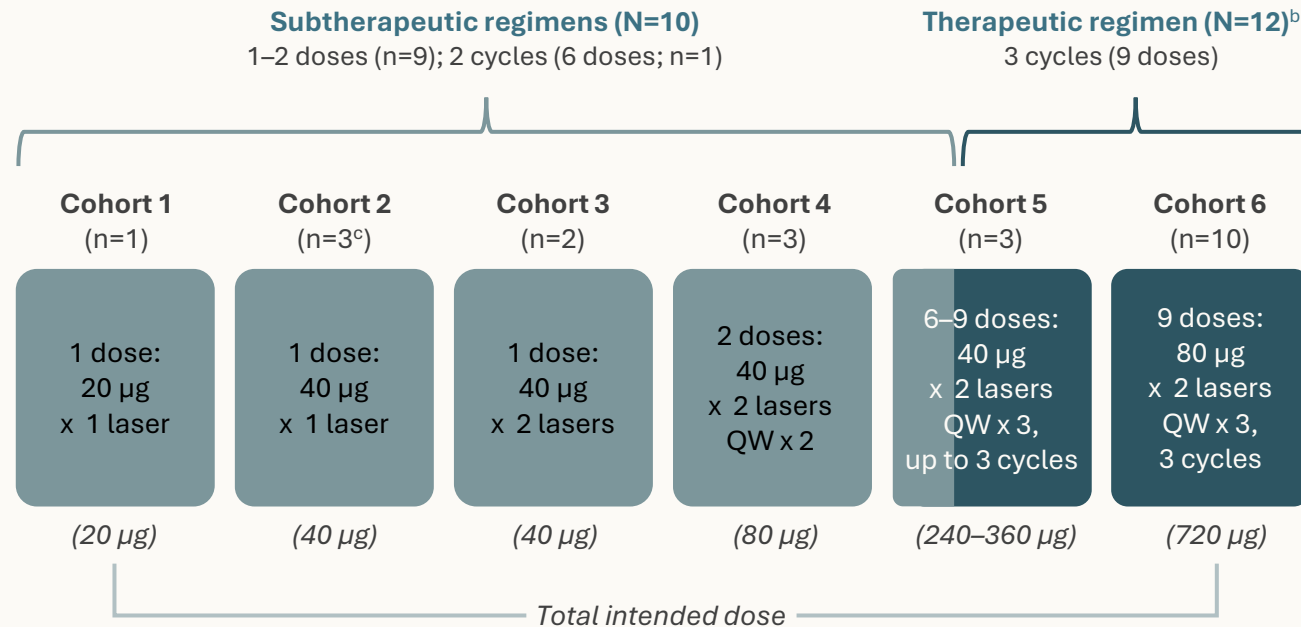 Subtherapeutic regimens (N=10)
1–2 doses (n=9); 2 cycles (6 doses; n=1)
Therapeutic regimen (N=12)ᵇ
3 cycles (9 doses)
Cohort 1
(n=1)
1 dose:
20 µg
x 1 laser
(20 µg)
Cohort 2
(n=3ᶜ)
1 dose:
40 µg
x 1 laser
(40 µg)
Cohort 3
(n=2)
1 dose:
40 µg
x 2 lasers
(40 µg)
Cohort 4
(n=3)
2 doses:
40 µg
x 2 lasers
QW x 2
(80 µg)
Cohort 5
(n=3)
6–9 doses:
40 µg
x 2 lasers
QW x 3,
up to 3 cycles
(240–360 µg)
Cohort 6
(n=10)
9 doses:
80 µg
x 2 lasers
QW x 3,
3 cycles
(720 µg)
Total intended dose